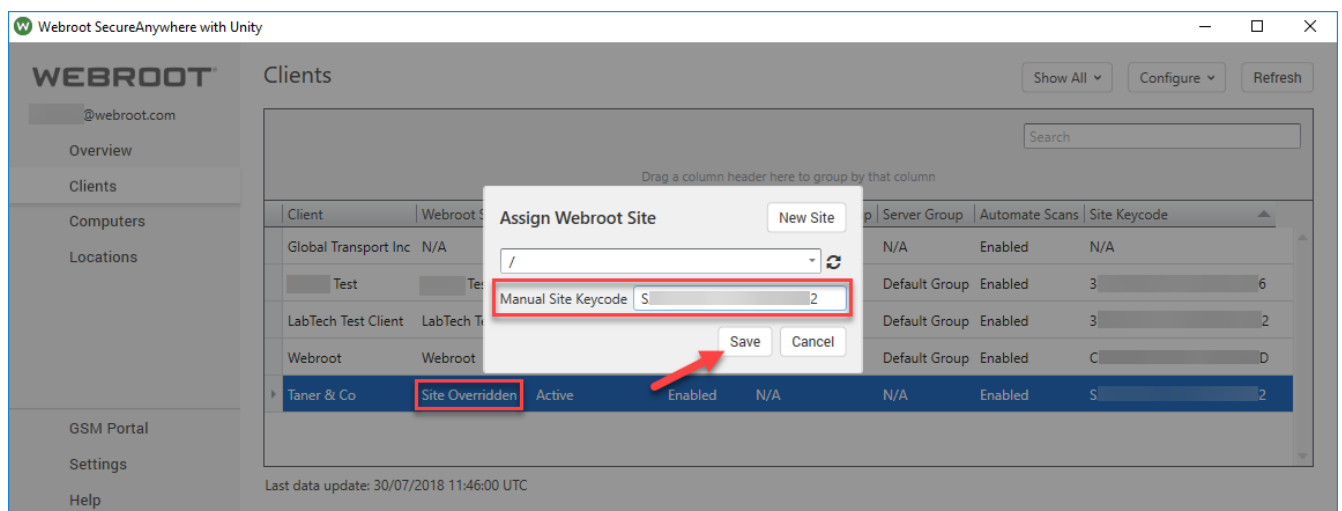 Webroot SecureAnywhere with Unity
WEBROOT
@webroot.com
Overview
Clients
Computers
Locations
GSM Portal
Settings
Help
Clients
Show All Configure Refresh
Search
Drag a column header here to group by that column
Client Webroot S p Server Group Automate Scans Site Keycode
Global Transport Inc N/A N/A Enabled N/A
Test Tes Default Group Enabled 3 6
LabTech Test Client LabTech Te Default Group Enabled 3 2
Webroot Webroot Default Group Enabled C D
Taner & Co Site Overridden Active Enabled N/A N/A Enabled S 2
Assign Webroot Site New Site
/
Manual Site Keycode S 2
Save Cancel
Last data update: 30/07/2018 11:46:00 UTC